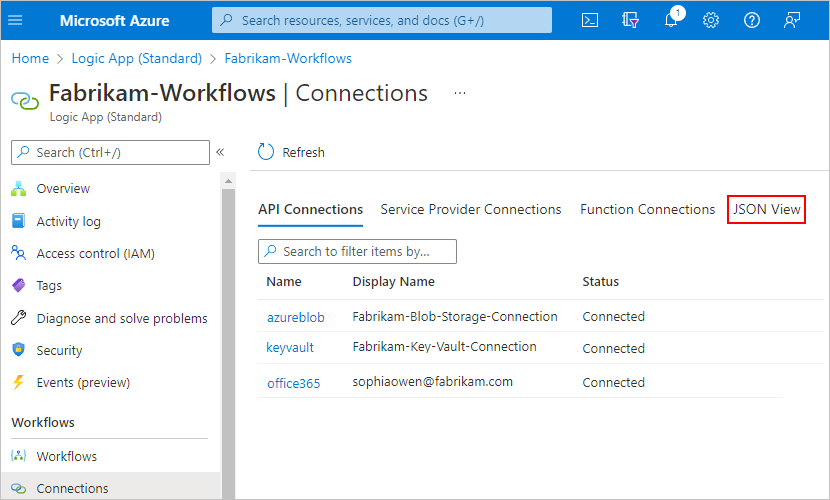 Microsoft Azure
Search resources, services, and docs (G+/)
1
Home > Logic App (Standard) > Fabrikam-Workflows
Fabrikam-Workflows | Connections ...
Logic App (Standard)
Search (Ctrl+/) «
Refresh
Overview
Activity log
Access control (IAM)
Tags
Diagnose and solve problems
Security
Events (preview)
Workflows
Workflows
Connections
API Connections Service Provider Connections Function Connections JSON View
Search to filter items by...
Name Display Name Status
azureblob Fabrikam-Blob-Storage-Connection Connected
keyvault Fabrikam-Key-Vault-Connection Connected
office365 sophiaowen@fabrikam.com Connected